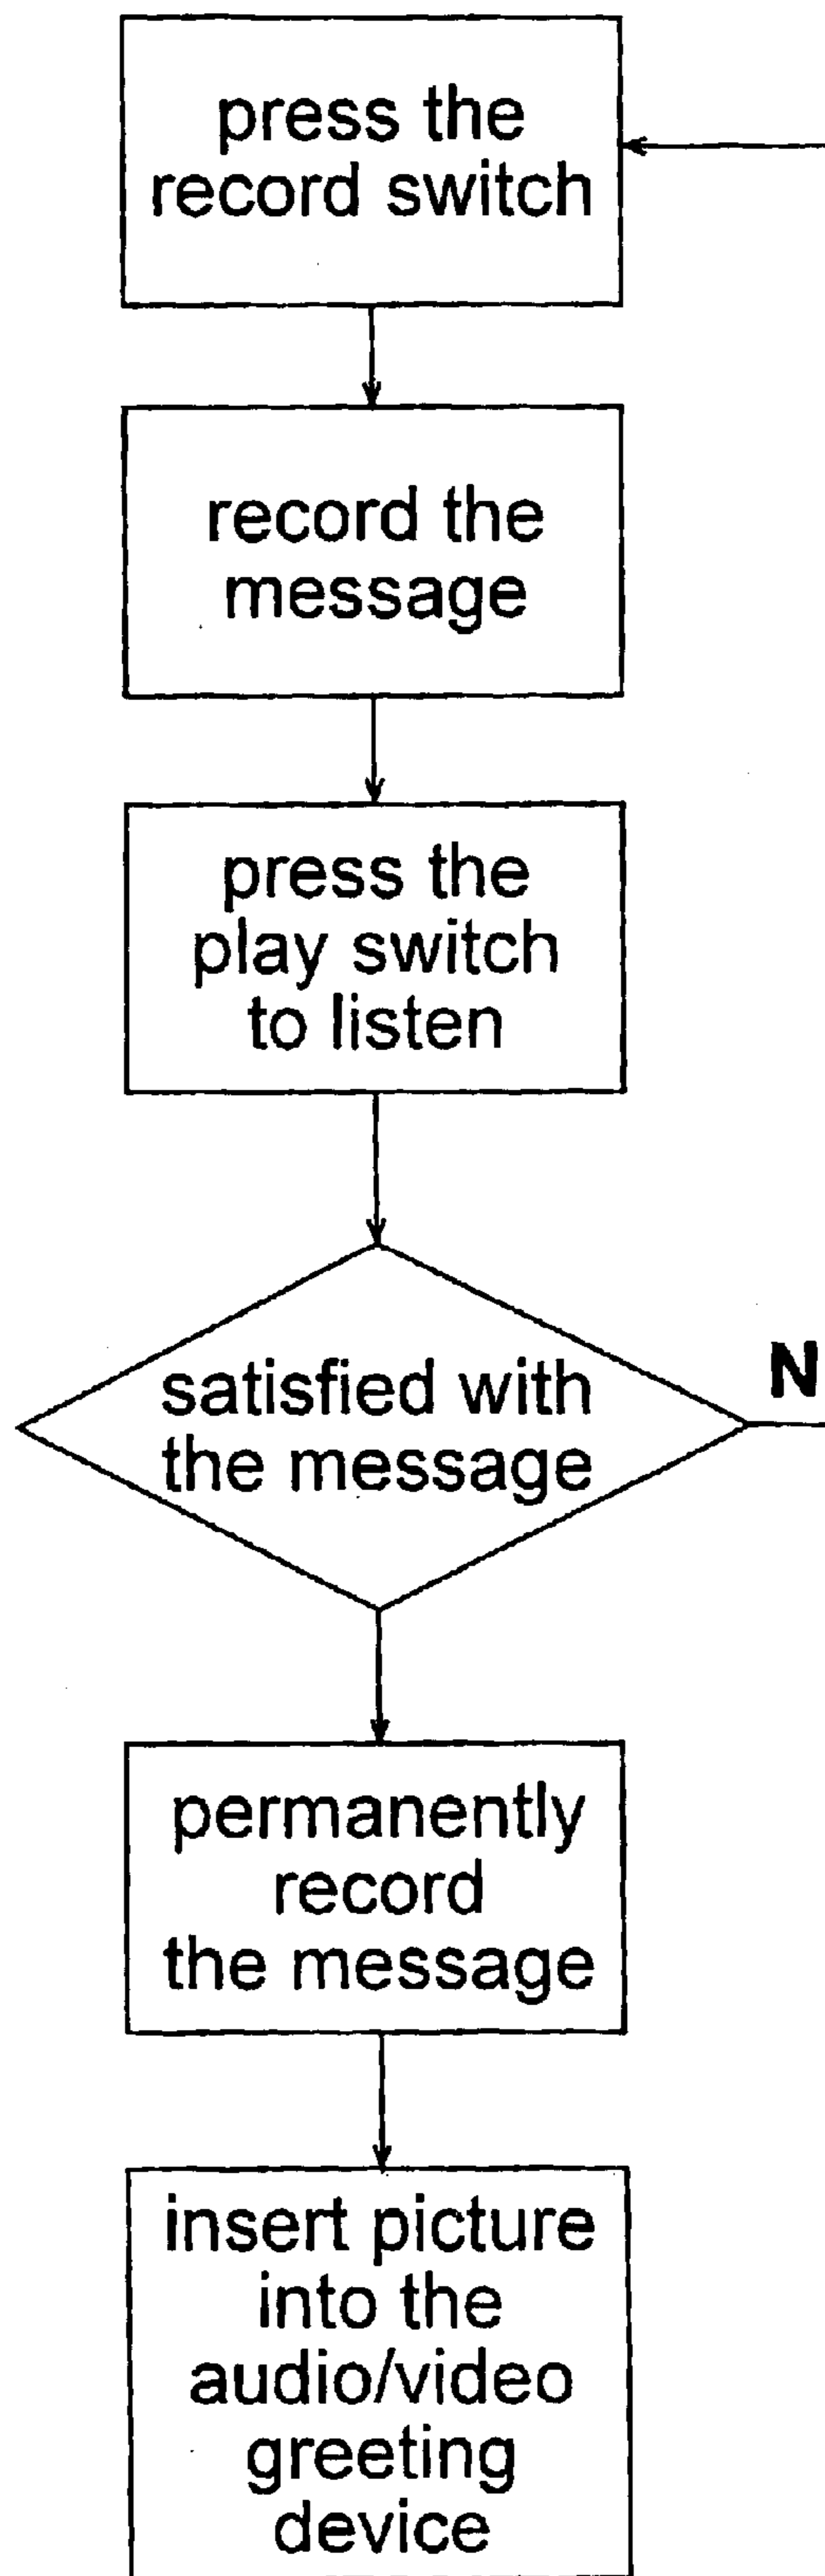 press the
record switch
record the
message
press the
play switch
to listen
satisfied with
the message
N
permanently
record
the message
insert picture
into the
audio/video
greeting
device